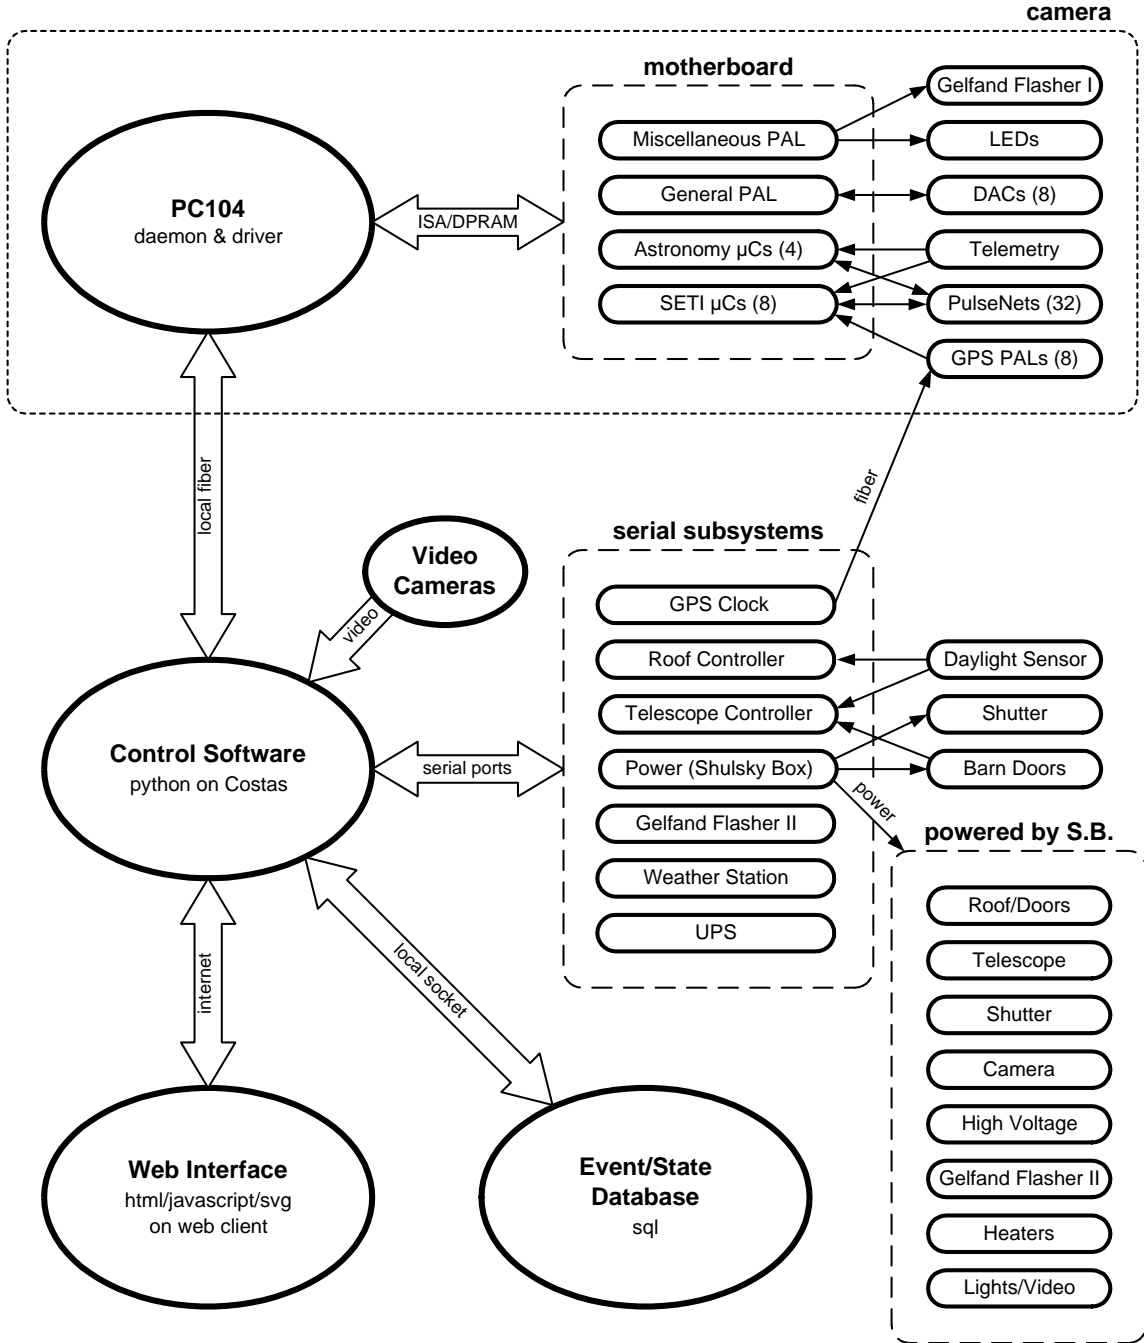 camera
motherboard
Gelfand Flasher I
Miscellaneous PAL
LEDs
PC104
daemon & driver
ISA/DPRAM
General PAL
DACs (8)
Astronomy µCs (4)
Telemetry
SETI µCs (8)
PulseNets (32)
GPS PALs (8)
local fiber
fiber
Video
Cameras
video
serial subsystems
GPS Clock
Roof Controller
Daylight Sensor
Telescope Controller
Shutter
Control Software
python on Costas
serial ports
Power (Shulsky Box)
Barn Doors
power
Gelfand Flasher II
Weather Station
UPS
powered by S.B.
Roof/Doors
Telescope
Shutter
Camera
High Voltage
Gelfand Flasher II
Heaters
Lights/Video
internet
local socket
Web Interface
html/javascript/svg
on web client
Event/State
Database
sql